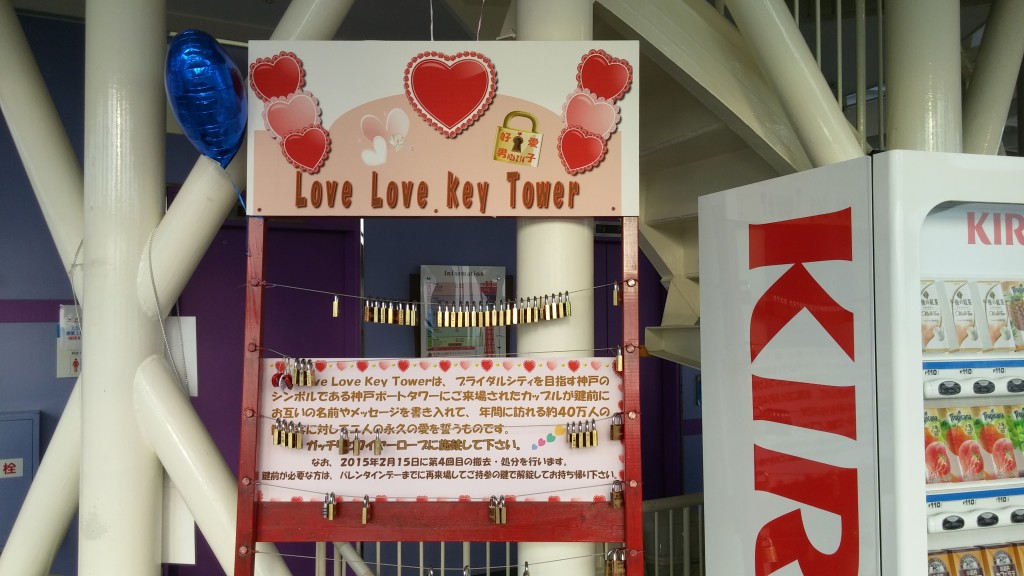 好 愛
男 子
Love Love Key Tower
Information
KIRIN
KIR
ove Love Key Towerは、ブライダルシティを目指す神戸の
シンボルである神戸ポートタワーにご来場されたカップルが鍵前に
お互いの名前やメッセージを書き入れて、年間に訪れる約40万人の
に対して二人の永久の愛を誓うものです。
ガッチ ワイヤーロープに施錠して下さい。
なお、2015年2月15日に第4回目の撤去・処分を行います。
鍵前が必要な方は、バレンタインデーまでに再来場してご持参の鍵で解錠してお持ち帰り下さい
栓
110
110
110
110
110